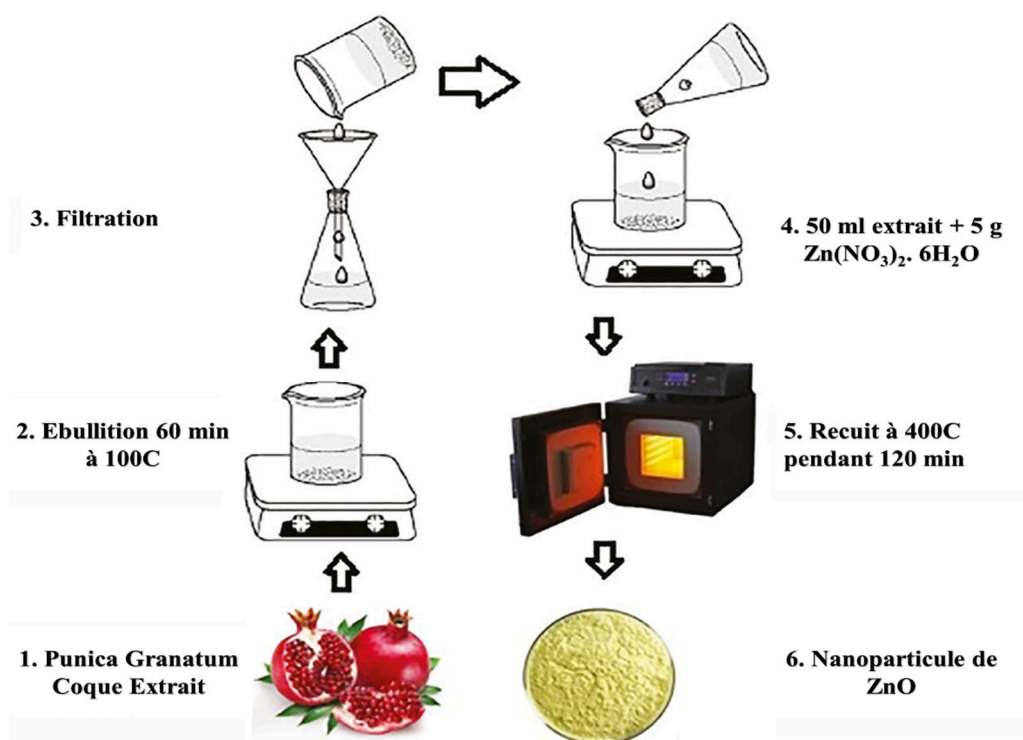 3. Filtration
4. 50 ml extrait + 5 g
Zn(NO₃)₂. 6H₂O
2. Ebullition 60 min
à 100C
5. Recuit à 400C
pendant 120 min
1. Punica Granatum
Coque Extrait
6. Nanoparticule de
ZnO